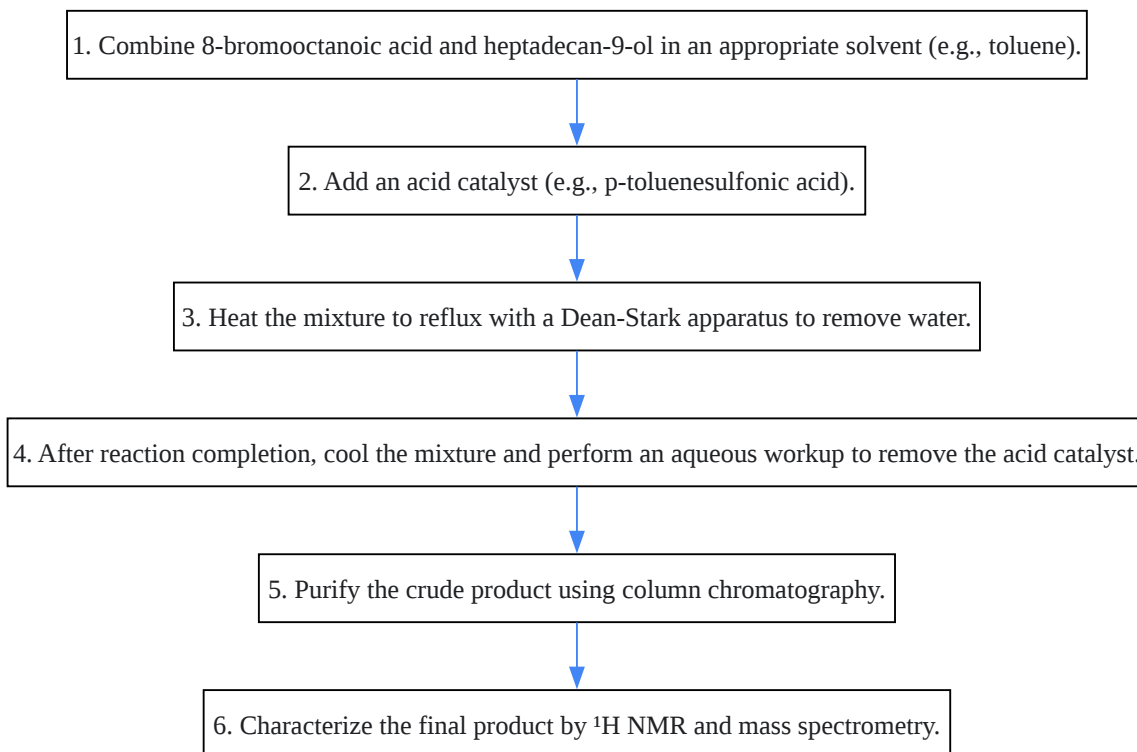 1. Combine 8-bromooctanoic acid and heptadecan-9-ol in an appropriate solvent (e.g., toluene).
2. Add an acid catalyst (e.g., p-toluenesulfonic acid).
3. Heat the mixture to reflux with a Dean-Stark apparatus to remove water.
4. After reaction completion, cool the mixture and perform an aqueous workup to remove the acid catalyst.
5. Purify the crude product using column chromatography.
6. Characterize the final product by ¹H NMR and mass spectrometry.